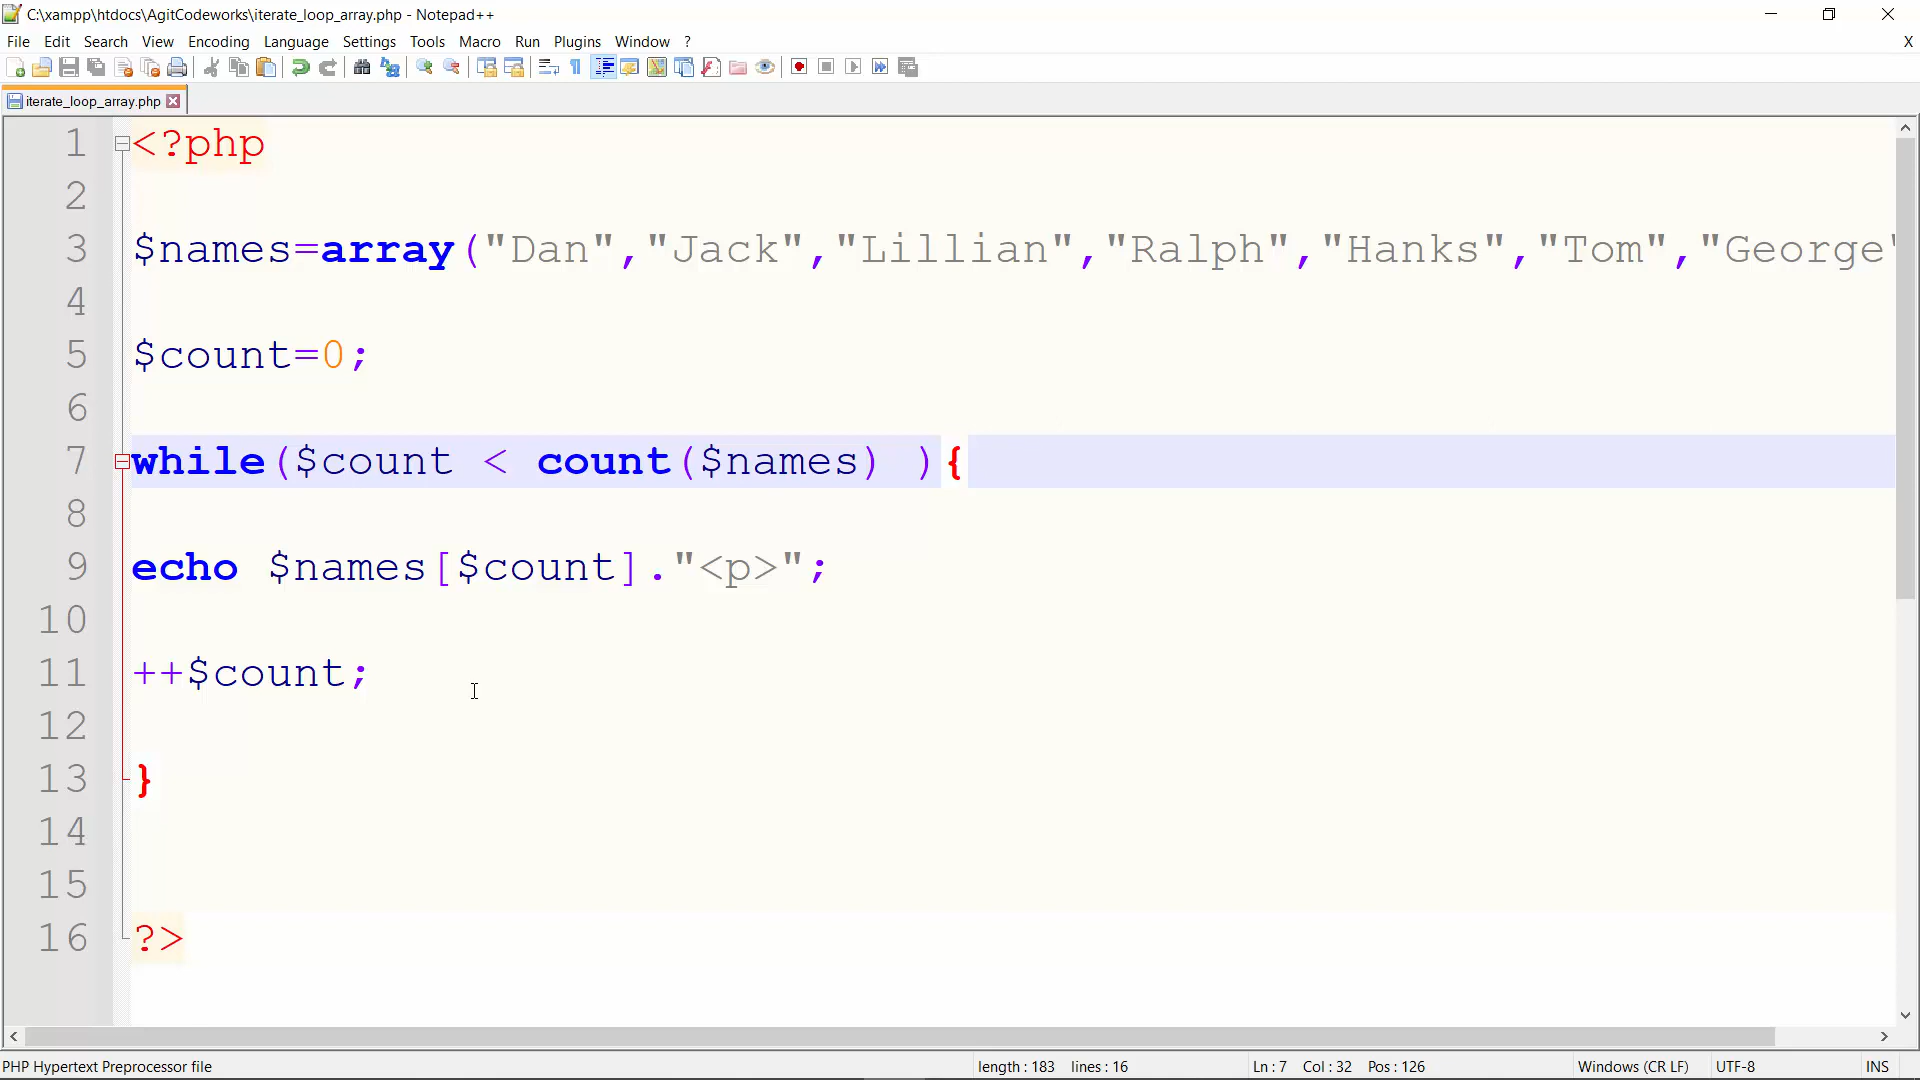 C:\xampp\htdocs\AgitCodeworks\iterate_loop_array.php - Notepad++
File Edit Search View Encoding Language Settings Tools Macro Run Plugins Window ? X
iterate_loop_array.php
1 <?php
2
3 $names=array("Dan","Jack","Lillian","Ralph","Hanks","Tom","George"
4
5 $count=0;
6
7 while($count < count($names) ){
8
9 echo $names[$count]."<p>";
10
11 ++$count;
12
13 }
14
15
16 ?>
PHP Hypertext Preprocessor file length : 183 lines : 16 Ln : 7 Col : 32 Pos : 126 Windows (CR LF) UTF-8 INS